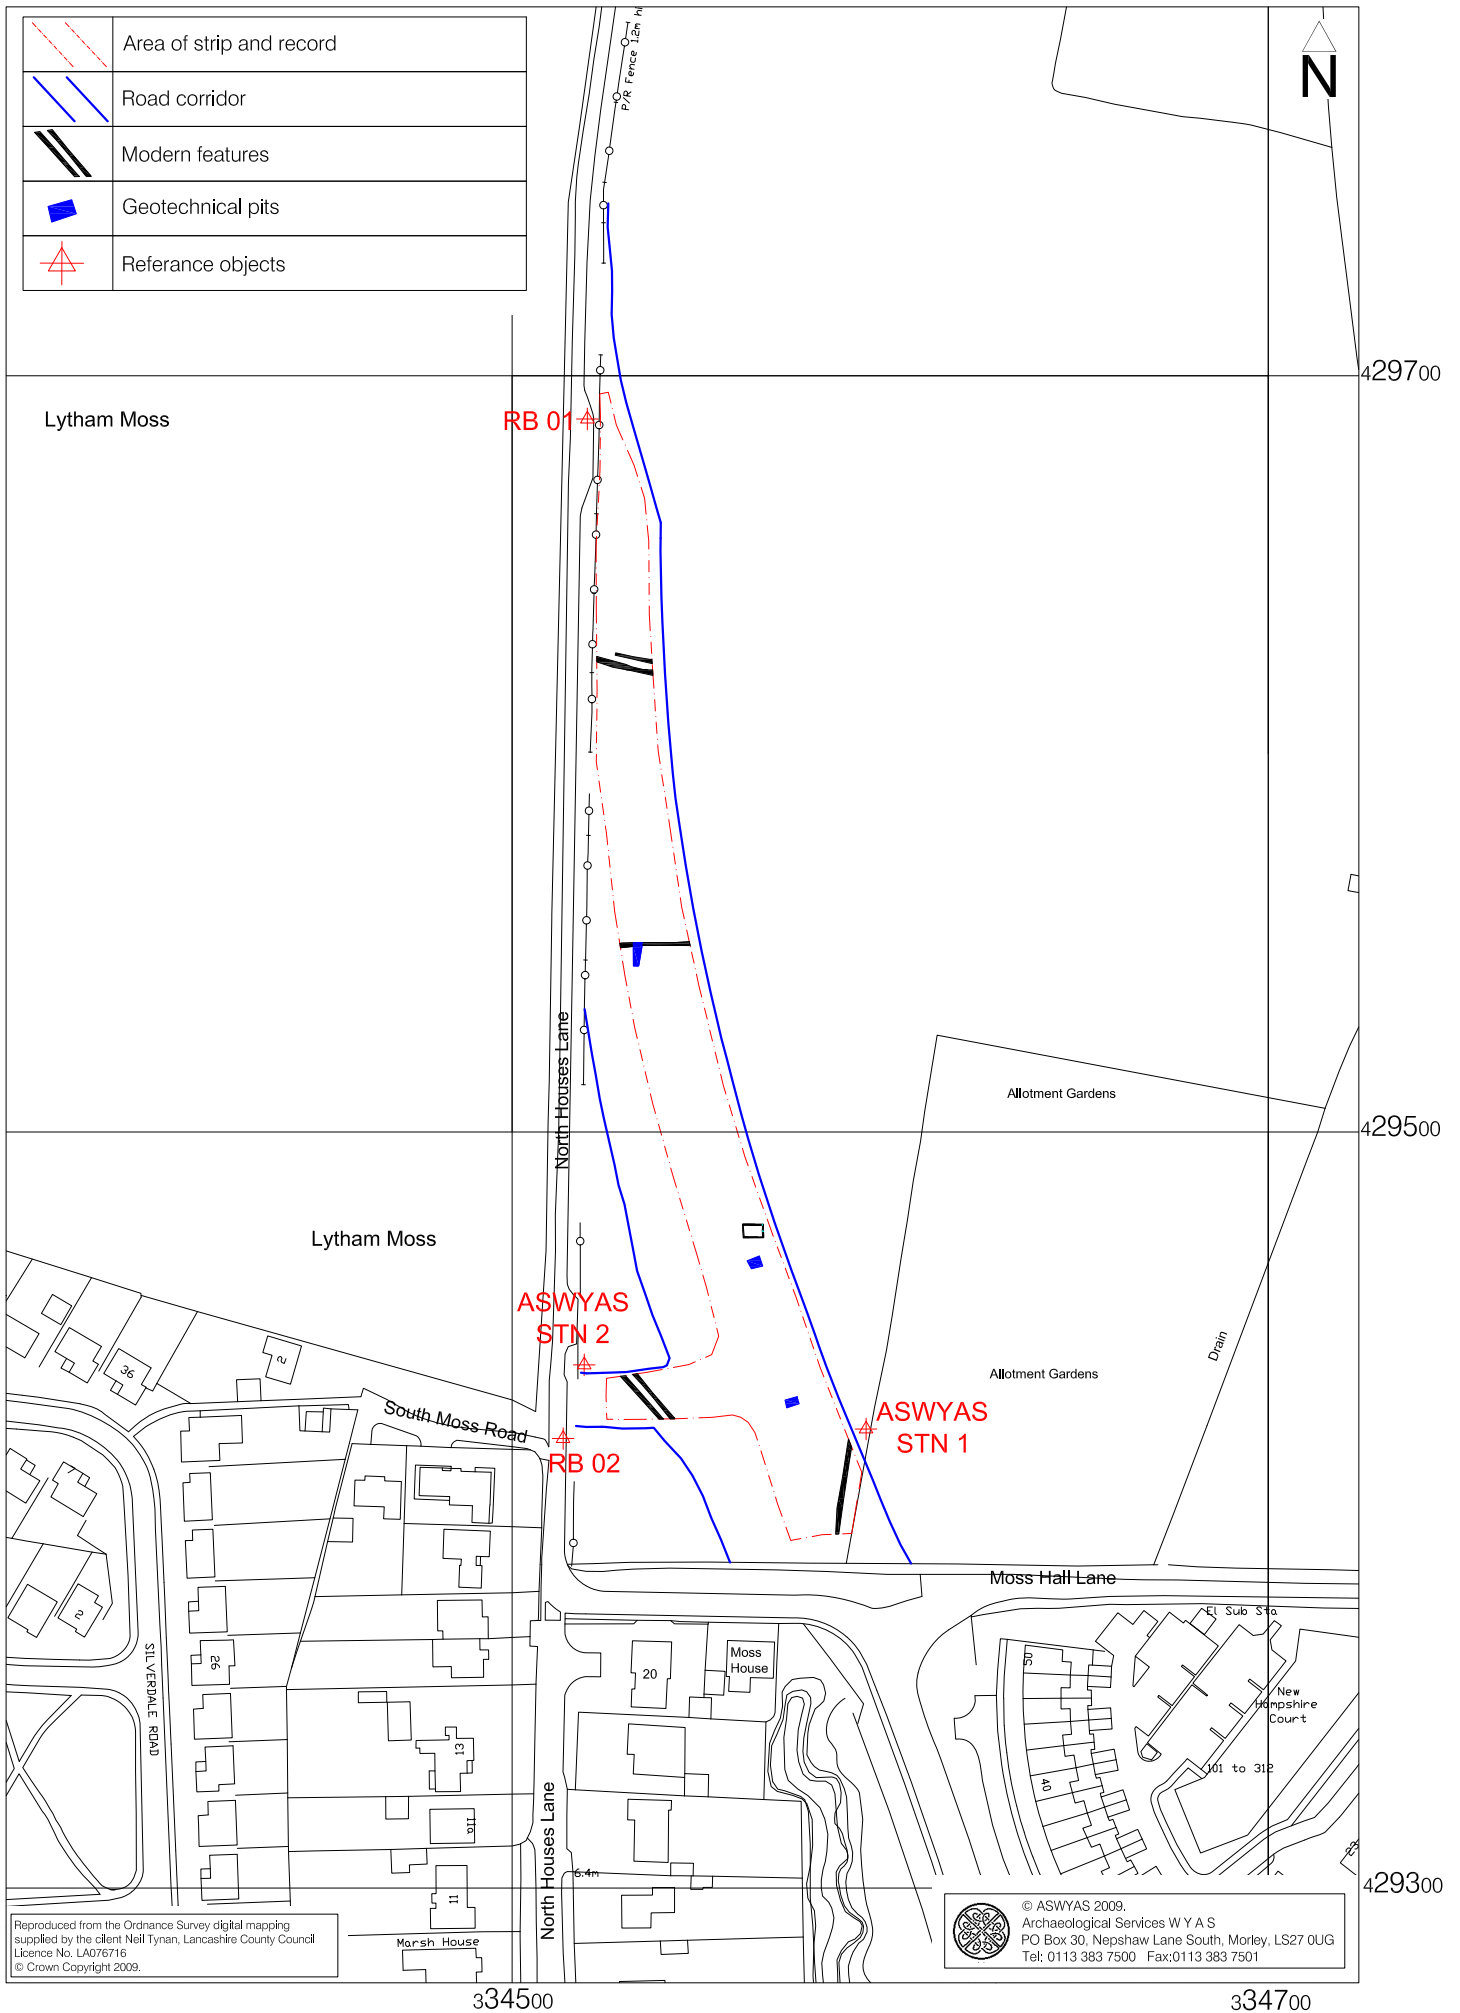 Area of strip and record
Road corridor
Modern features
Geotechnical pits
Referance objects
P/R Fence 1.2m hi
N
429700
Lytham Moss
RB 01
North Houses Lane
Allotment Gardens
429500
Lytham Moss
ASWYAS
STN 2
Drain
Allotment Gardens
36
2
South Moss Road
ASWYAS
STN 1
RB 02
Moss Hall Lane
El Sub Sta
2
SILVERDALE ROAD
26
20
Moss
House
50
New
Hampshire
Court
13
40
101 to 312
North Houses Lane
11a
6.4m
23
429300
11
Marsh House
Reproduced from the Ordnance Survey digital mapping
supplied by the client Neil Tynan, Lancashire County Council
Licence No. LA076716
© Crown Copyright 2009.
© ASWYAS 2009.
Archaeological Services W Y A S
PO Box 30, Nepshaw Lane South, Morley, LS27 0UG
Tel: 0113 383 7500 Fax:0113 383 7501
334500
334700